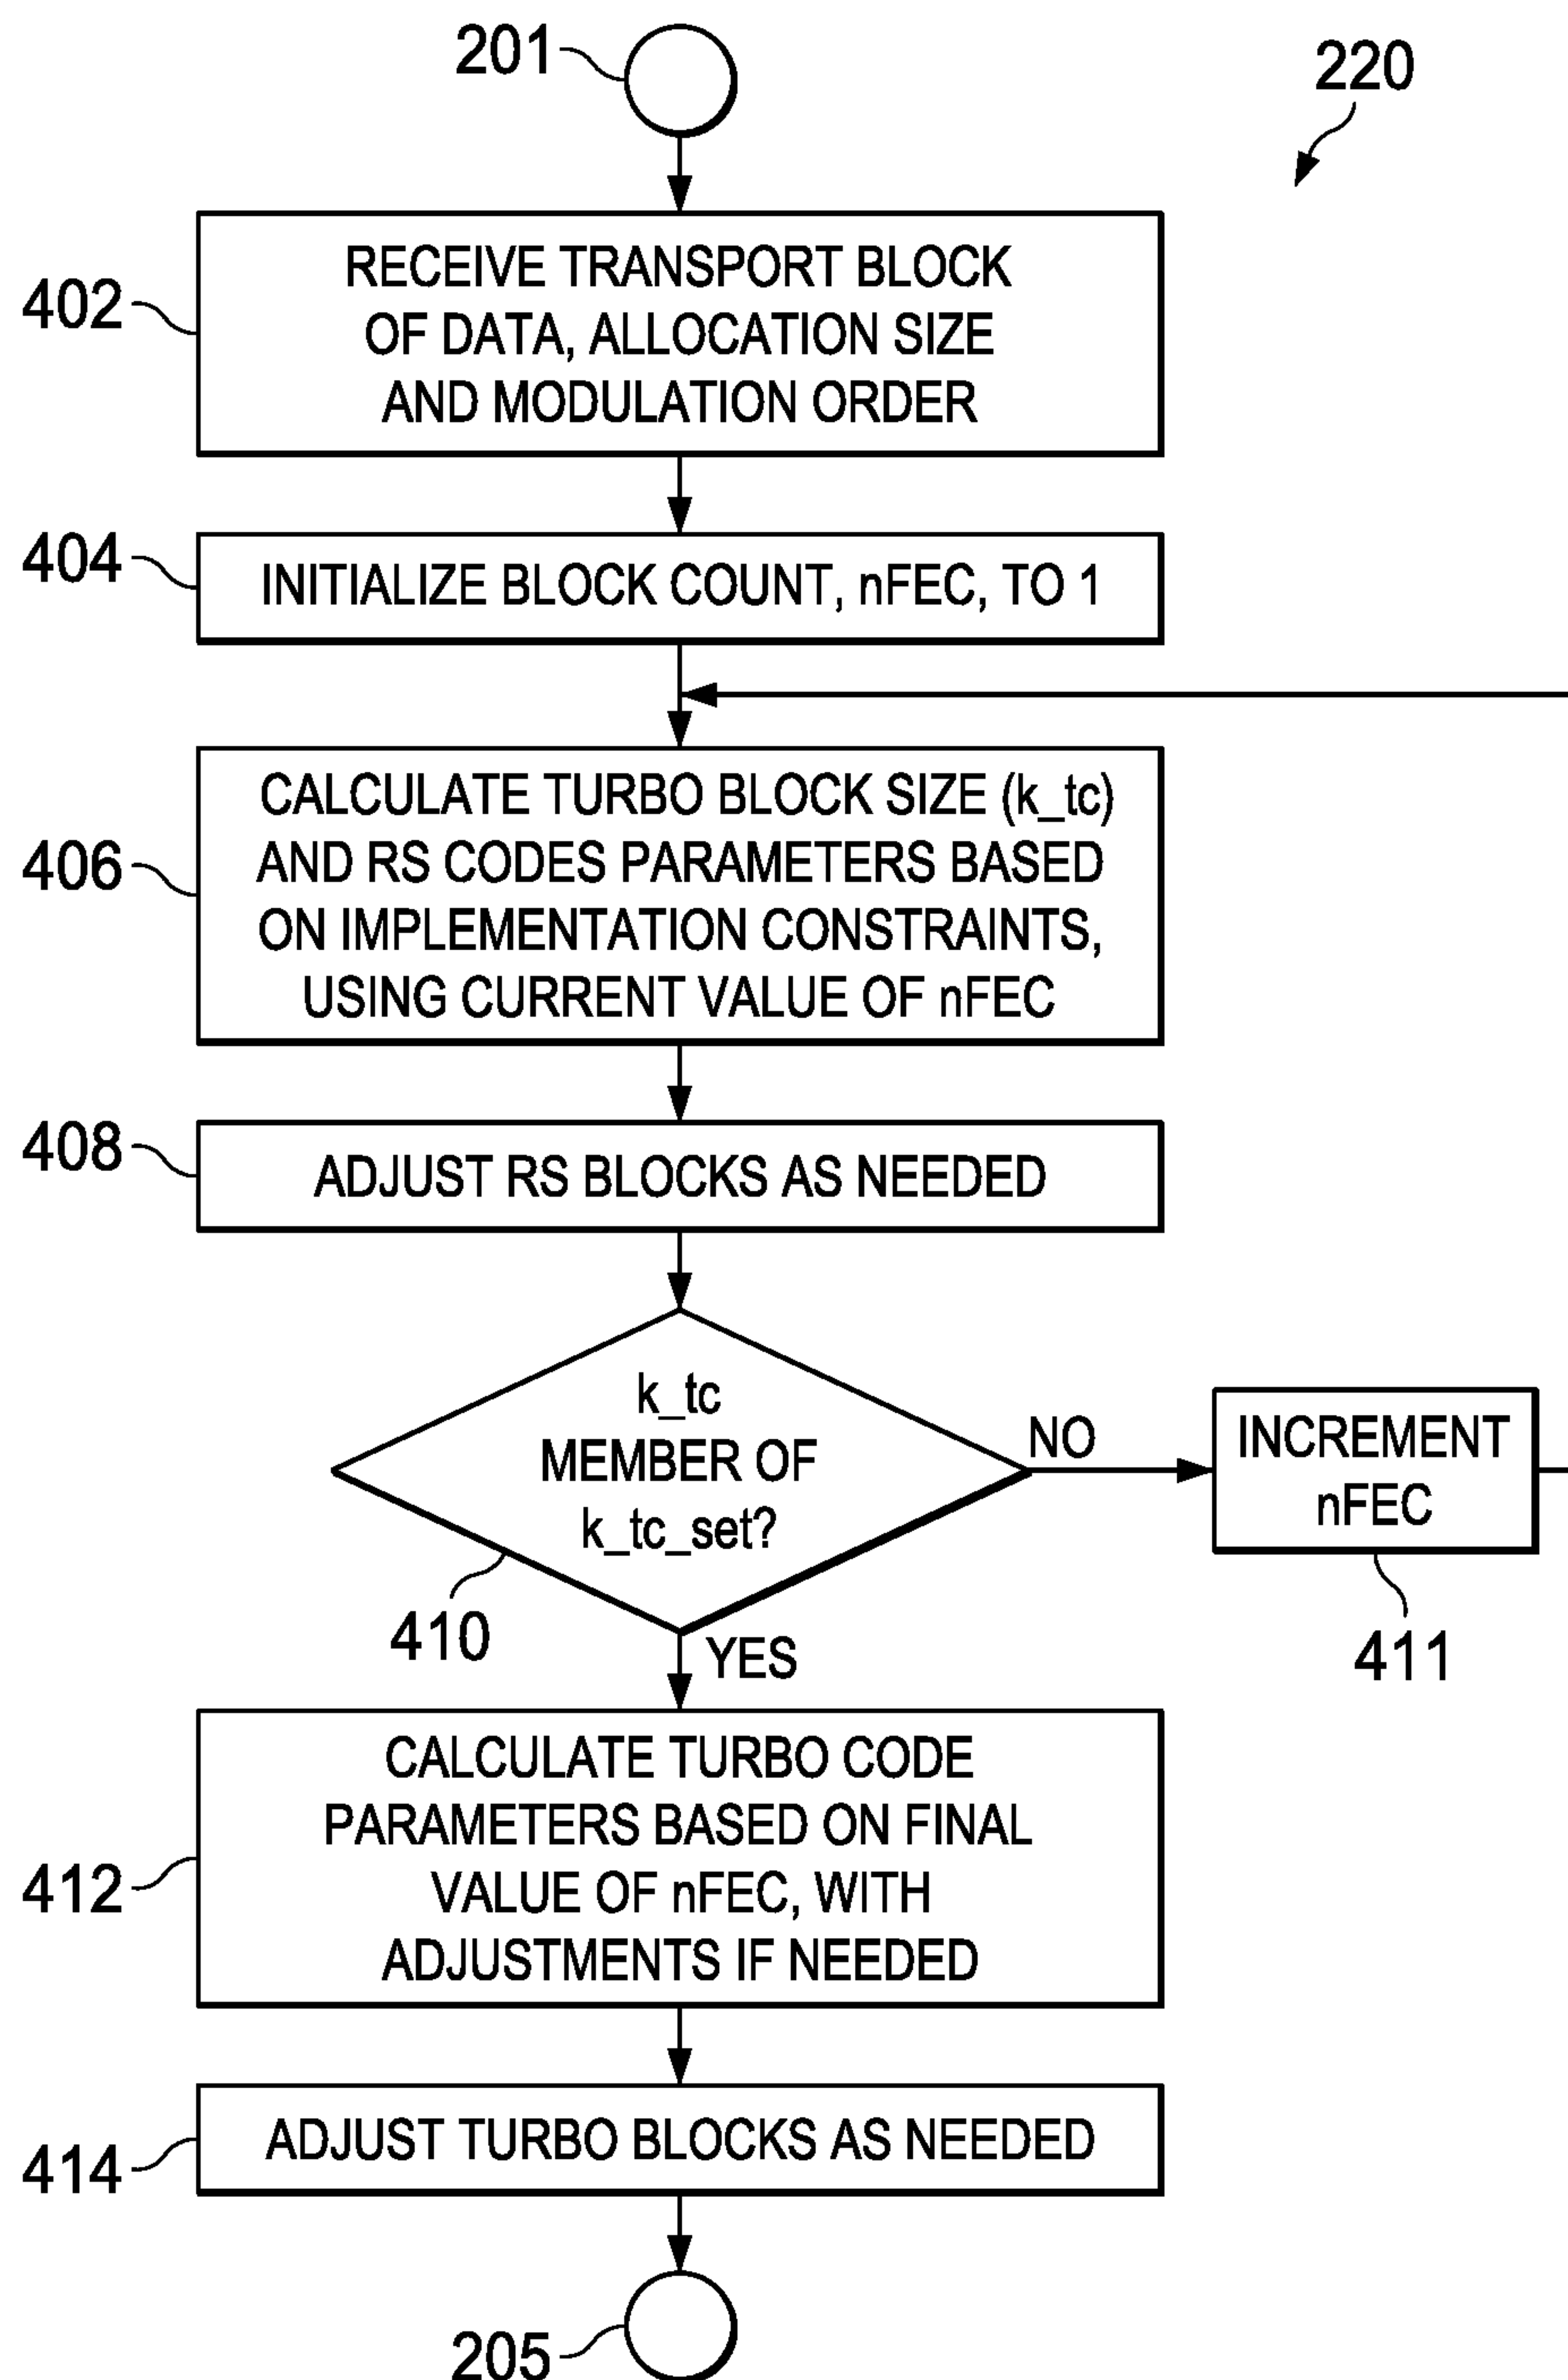 201
220
402
RECEIVE TRANSPORT BLOCK
OF DATA, ALLOCATION SIZE
AND MODULATION ORDER
404
INITIALIZE BLOCK COUNT, nFEC, TO 1
406
CALCULATE TURBO BLOCK SIZE (k_tc)
AND RS CODES PARAMETERS BASED
ON IMPLEMENTATION CONSTRAINTS,
USING CURRENT VALUE OF nFEC
408
ADJUST RS BLOCKS AS NEEDED
k_tc
MEMBER OF
k_tc_set?
410
NO
INCREMENT
nFEC
411
YES
412
CALCULATE TURBO CODE
PARAMETERS BASED ON FINAL
VALUE OF nFEC, WITH
ADJUSTMENTS IF NEEDED
414
ADJUST TURBO BLOCKS AS NEEDED
205